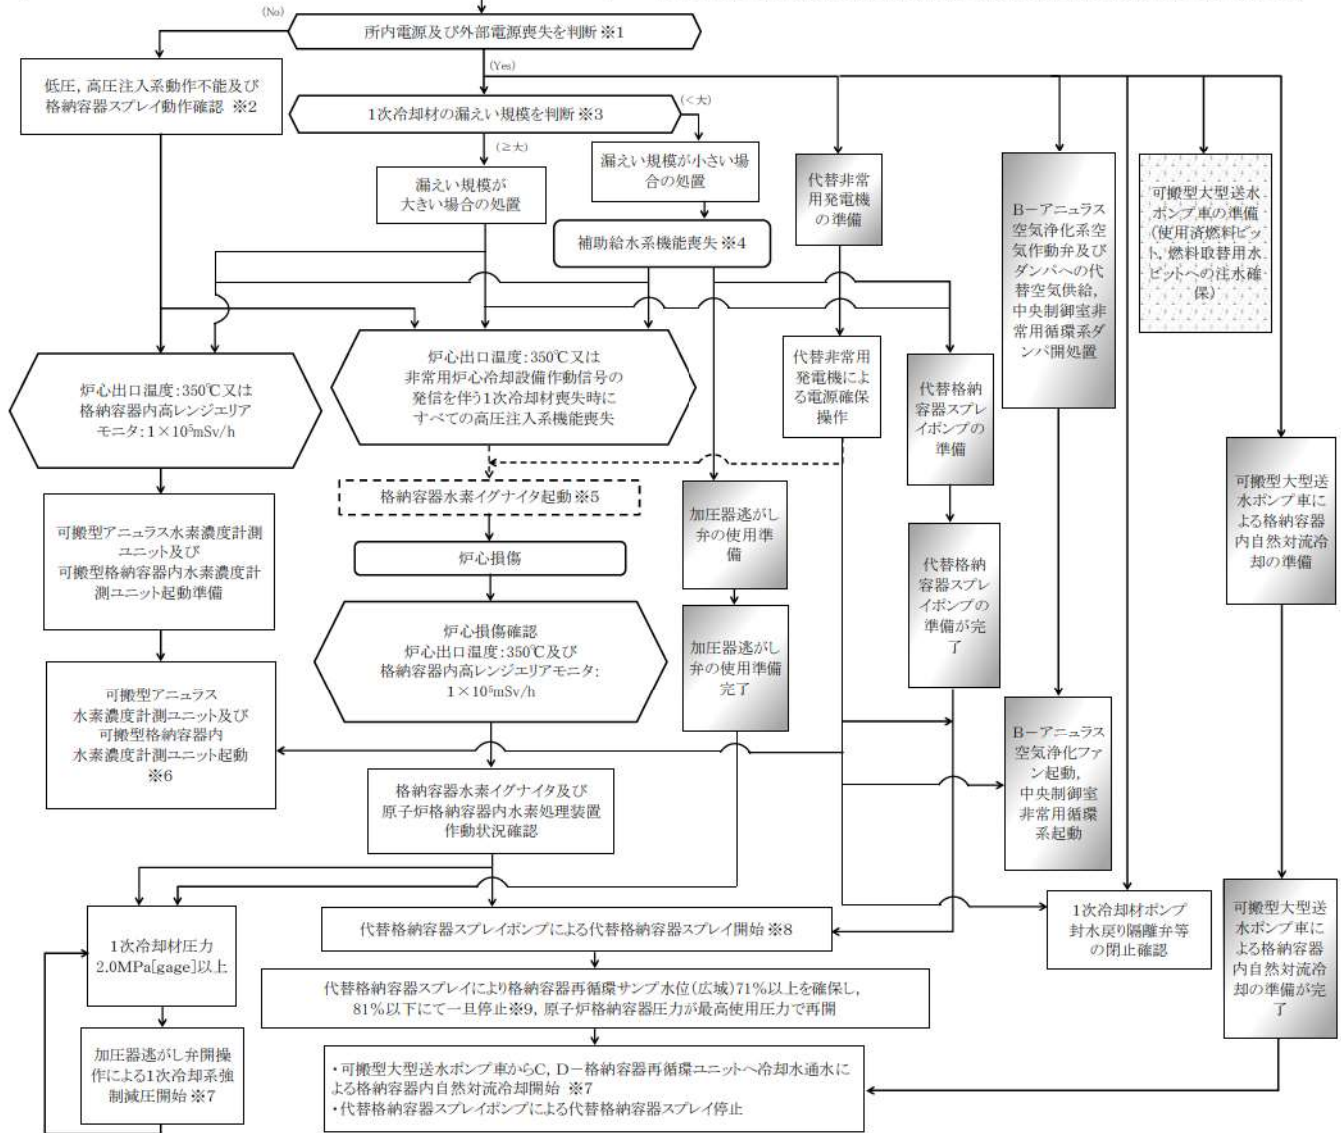 (No)
所内電源及び外部電源喪失を判断 ※1
(Yes)
低圧, 高圧注入系動作不能及び
格納容器スプレイ動作確認 ※2
1次冷却材の漏えい規模を判断 ※3
(<大)
(≧大)
漏えい規模が
大きい場合の処置
漏えい規模が小さい場
合の処置
補助給水系機能喪失 ※4
代替非常
用発電機
の準備
B-アニュラス
空気浄化系空
気作動弁及び
ダンパへの代
替空気供給,
中央制御室非
常用循環系ダ
ンパ開処置
可搬型大型送水
ポンプ車の準備
(使用済燃料ピッ
ト, 燃料取替用水
ピットへの注水確
保)
炉心出口温度:350℃又は
格納容器内高レンジエリア
モニタ:1×10⁵mSv/h
炉心出口温度:350℃又は
非常用炉心冷却設備作動信号の
発信を伴う1次冷却材喪失時に
すべての高圧注入系機能喪失
代替非常用
発電機によ
る電源確保
操作
代替格納
容器スプレ
イポンプの
準備
格納容器水素イグナイタ起動※5
可搬型アニュラス水素濃度計測
ユニット及び
可搬型格納容器内水素濃度計
測ユニット起動準備
炉心損傷
加圧器逃がし
弁の使用準
備
代替格納
容器スプレ
イポンプの
準備が完
了
可搬型大型送
水ポンプ車によ
る格納容器
内自然対流冷
却の準備
炉心損傷確認
炉心出口温度:350℃及び
格納容器内高レンジエリアモニタ:
1×10⁵mSv/h
加圧器逃がし
弁の使用準備
完了
可搬型アニュラス
水素濃度計測ユニット及び
可搬型格納容器内
水素濃度計測ユニット起動
※6
B-アニュラス
空気浄化ファ
ン起動,
中央制御室
非常用循環
系起動
格納容器水素イグナイタ及び
原子炉格納容器内水素処理装置
作動状況確認
1次冷却材圧力
2.0MPa[gage]以上
代替格納容器スプレイポンプによる代替格納容器スプレイ開始※8
1次冷却材ポンプ
封水戻り隔離弁等
の閉止確認
可搬型大型送
水ポンプ車によ
る格納容器
内自然対流冷
却の準備が完
了
代替格納容器スプレイにより格納容器再循環サンプ水位(広域)71%以上を確保し,
81%以下にて一旦停止※9, 原子炉格納容器圧力が最高使用圧力で再開
加圧器逃がし弁開操
作による1次冷却系強
制減圧開始 ※7
・可搬型大型送水ポンプ車からC, D-格納容器再循環ユニットへ冷却水通水に
よる格納容器内自然対流冷却開始 ※7
・代替格納容器スプレイポンプによる代替格納容器スプレイ停止